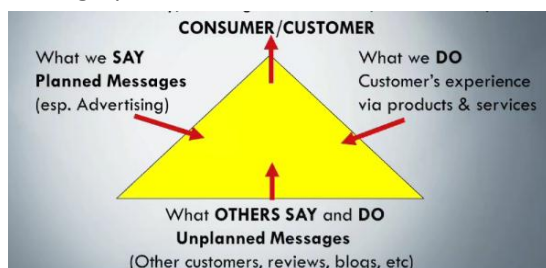 CONSUMER/CUSTOMER
What we SAY
Planned Messages
(esp. Advertising)
What we DO
Customer's experience
via products & services
What OTHERS SAY and DO
Unplanned Messages
(Other customers, reviews, blogs, etc)